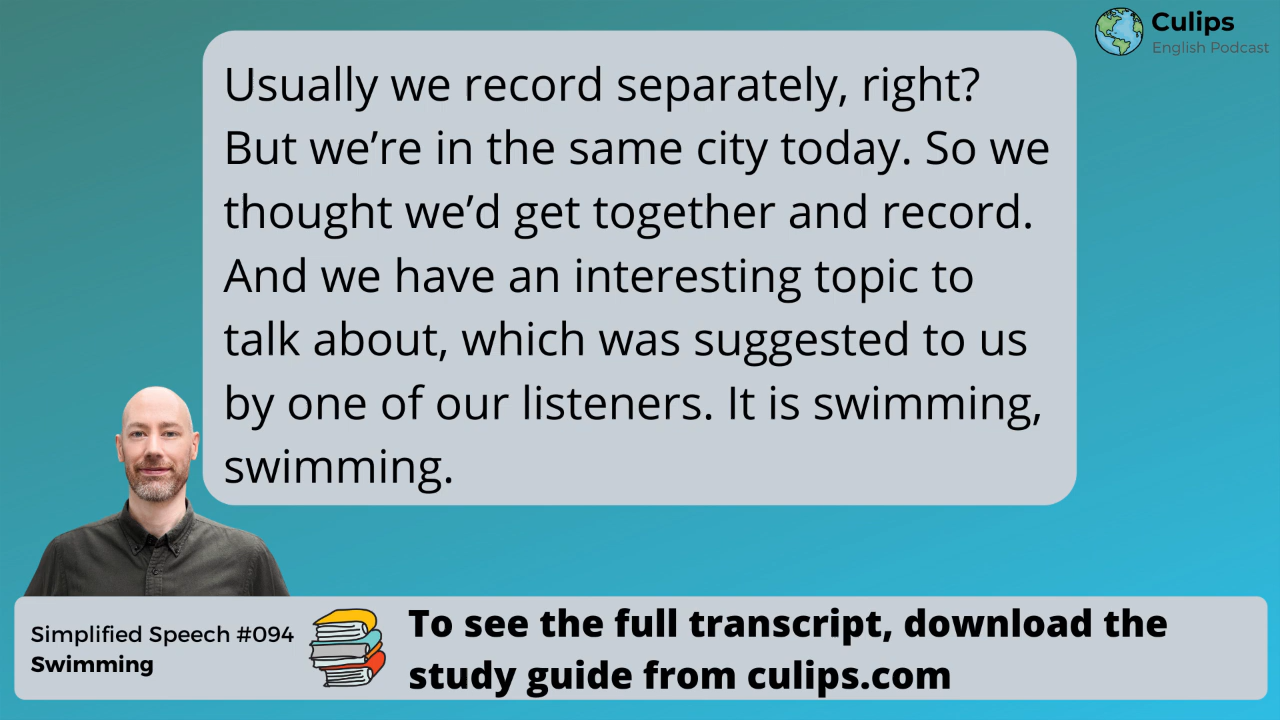 Culips
English Podcast
Usually we record separately, right?
But we’re in the same city today. So we
thought we’d get together and record.
And we have an interesting topic to
talk about, which was suggested to us
by one of our listeners. It is swimming,
swimming.
Simplified Speech #094
Swimming
To see the full transcript, download the
study guide from culips.com